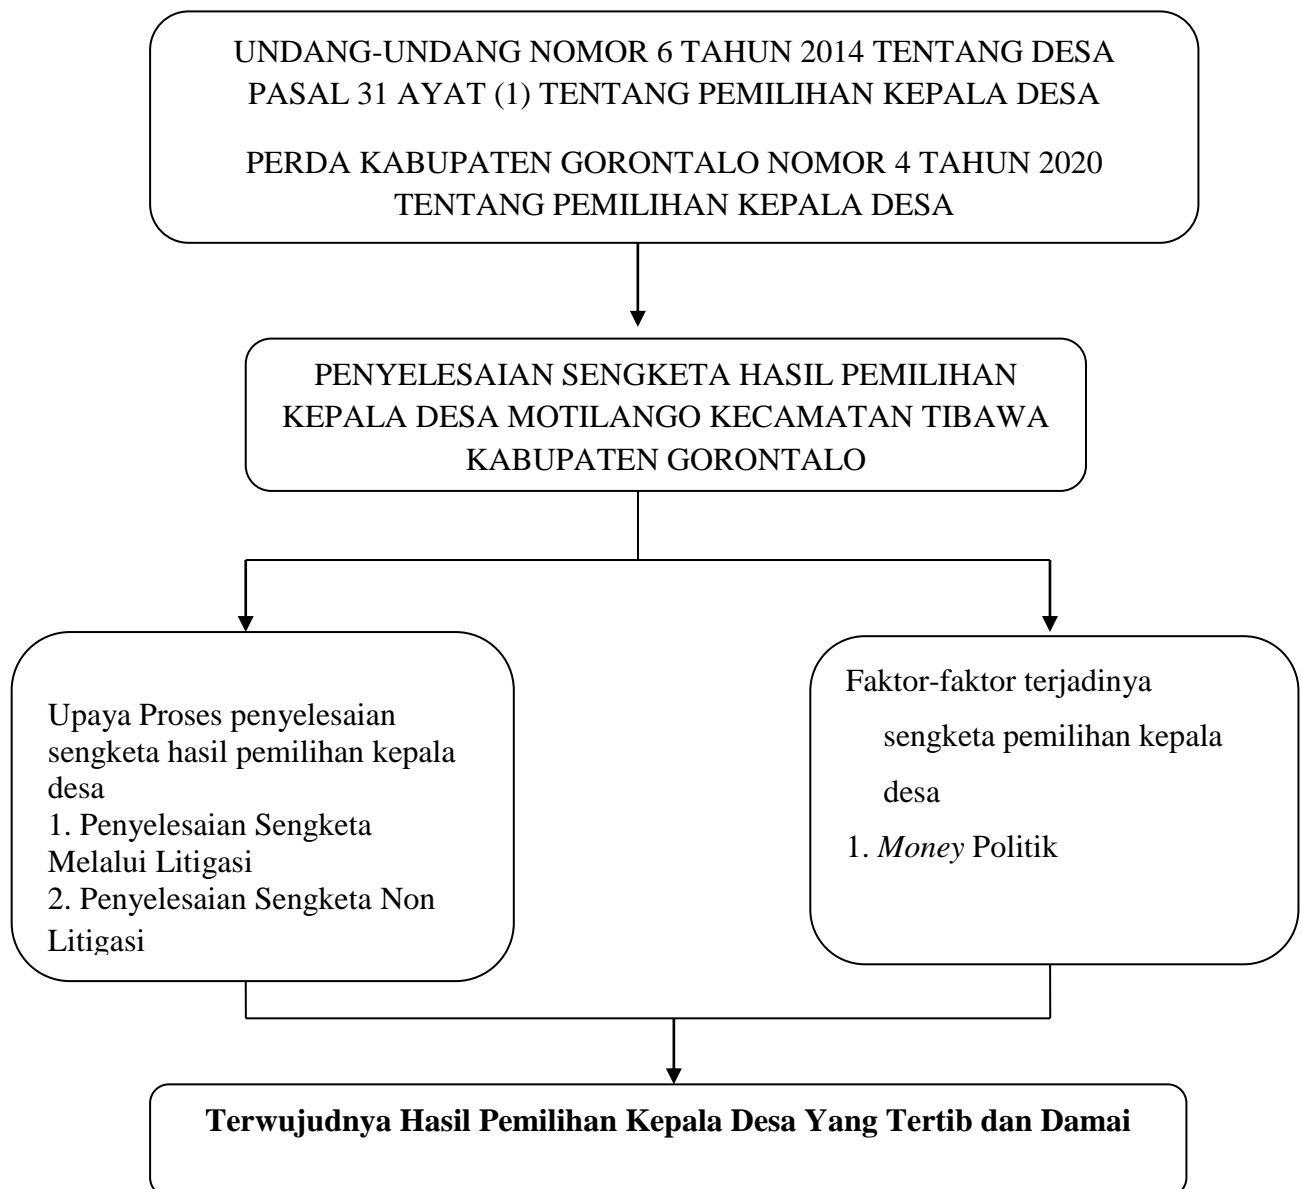 UNDANG-UNDANG NOMOR 6 TAHUN 2014 TENTANG DESA
PASAL 31 AYAT (1) TENTANG PEMILIHAN KEPALA DESA
PERDA KABUPATEN GORONTALO NOMOR 4 TAHUN 2020
TENTANG PEMILIHAN KEPALA DESA
PENYELESAIAN SENGKETA HASIL PEMILIHAN
KEPALA DESA MOTILANGO KECAMATAN TIBAWA
KABUPATEN GORONTALO
Upaya Proses penyelesaian
sengketa hasil pemilihan kepala
desa
1. Penyelesaian Sengketa
Melalui Litigasi
2. Penyelesaian Sengketa Non
Litigasi
Faktor-faktor terjadinya
sengketa pemilihan kepala
desa
1. Money Politik
Terwujudnya Hasil Pemilihan Kepala Desa Yang Tertib dan Damai